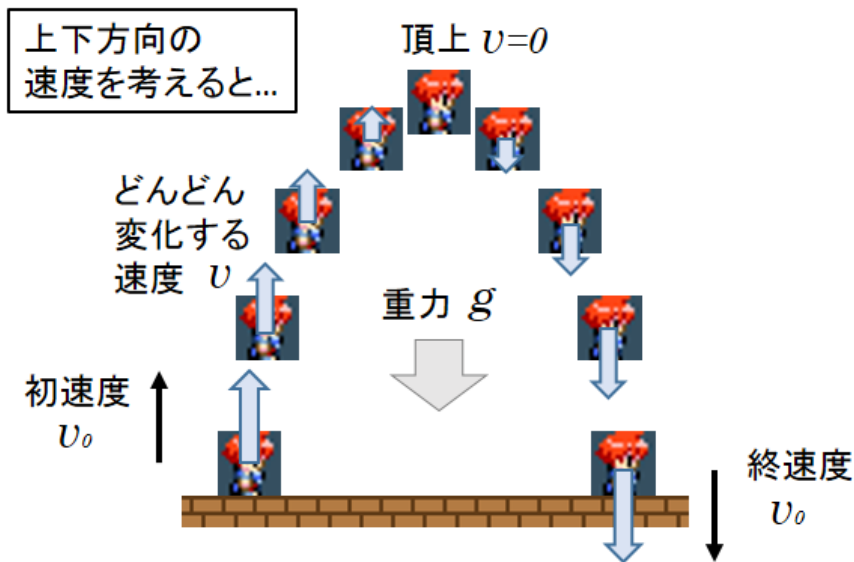 上下方向の
速度を考えると...
頂上 v=0
どんどん
変化する
速度 v
重力 g
初速度
v₀
終速度
v₀